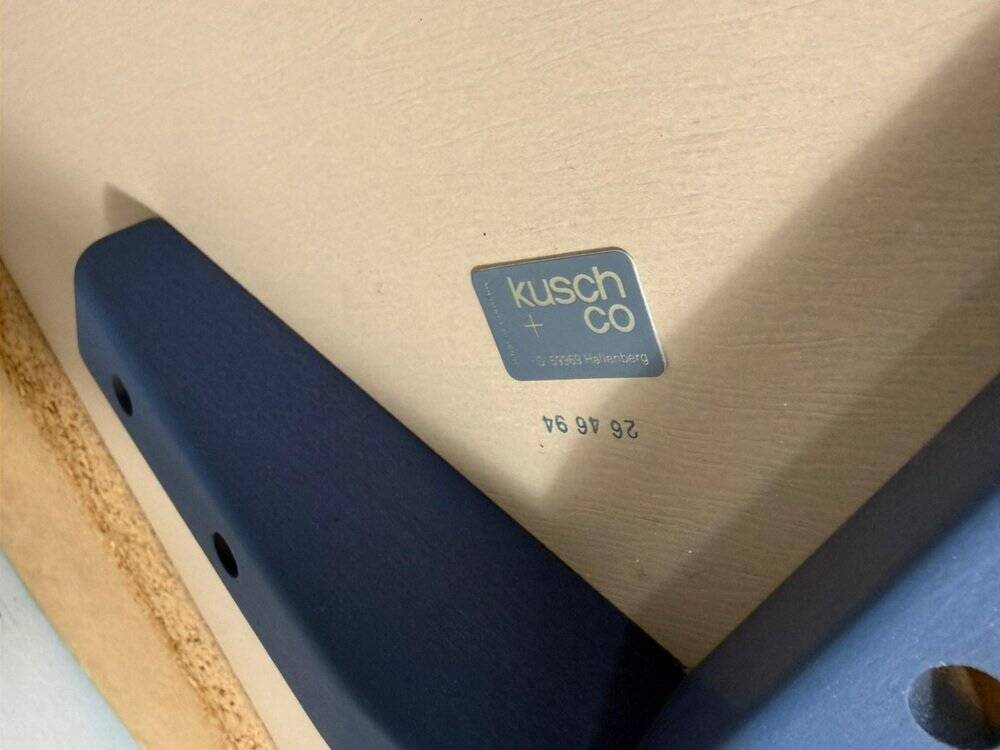 kusch
+ co
D-59969 Hallenberg
26 46 94